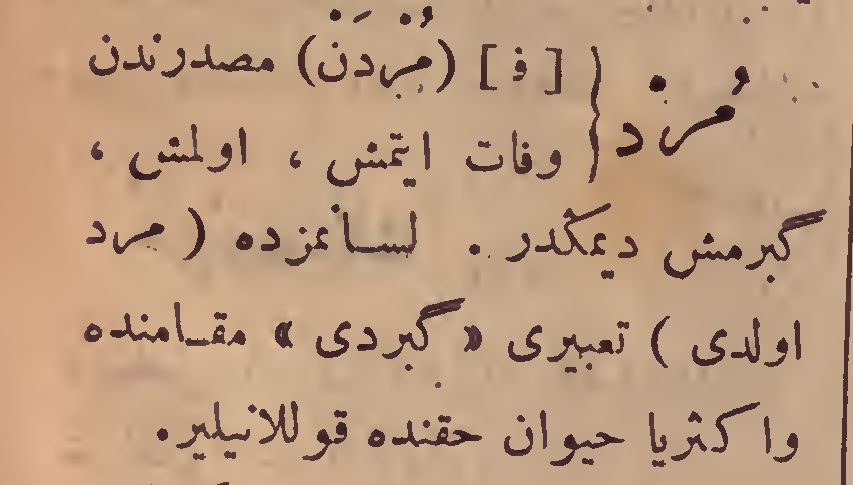 مُرْد { [ ف ] (مُرْدَنْ) مصدرندن
وفات ایتمش ، اولمش ،
گبرمش دیمکدر . لسانمزده ( مرد
اولدی ) تعبیری « گبردی » مقامنده
واکثریا حیوان حقنده قوللانیلیر.